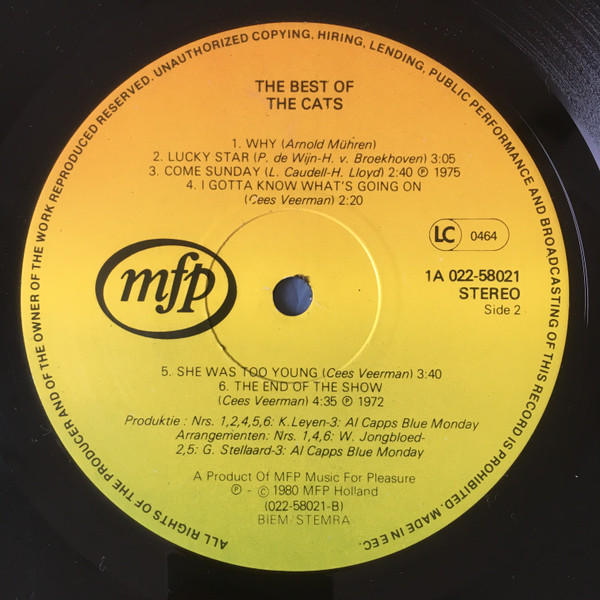 ALL RIGHTS OF THE PRODUCER AND OF THE OWNER OF THE WORK REPRODUCED RESERVED. UNAUTHORIZED COPYING, HIRING, LENDING, PUBLIC PERFORMANCE AND BROADCASTING OF THIS RECORD IS PROHIBITED. MADE IN EEC.
THE BEST OF
THE CATS
1. WHY (Arnold Mühren)
2. LUCKY STAR (P. de Wijn-H. v. Broekhoven) 3:05
3. COME SUNDAY (L. Caudell-H. Lloyd) 2:40 ℗ 1975
4. I GOTTA KNOW WHAT'S GOING ON
(Cees Veerman) 2:20
LC 0464
mfp
1A 022-58021
STEREO
Side 2
5. SHE WAS TOO YOUNG (Cees Veerman) 3:40
6. THE END OF THE SHOW
(Cees Veerman) 4:35 ℗ 1972
Produktie : Nrs. 1,2,4,5,6: K.Leyen-3: Al Capps Blue Monday
Arrangementen: Nrs. 1,4,6: W. Jongbloed-
2,5: G. Stellaard-3: Al Capps Blue Monday
A Product Of MFP Music For Pleasure
℗ - © 1980 MFP Holland
(022-58021-B)
BIEM/STEMRA